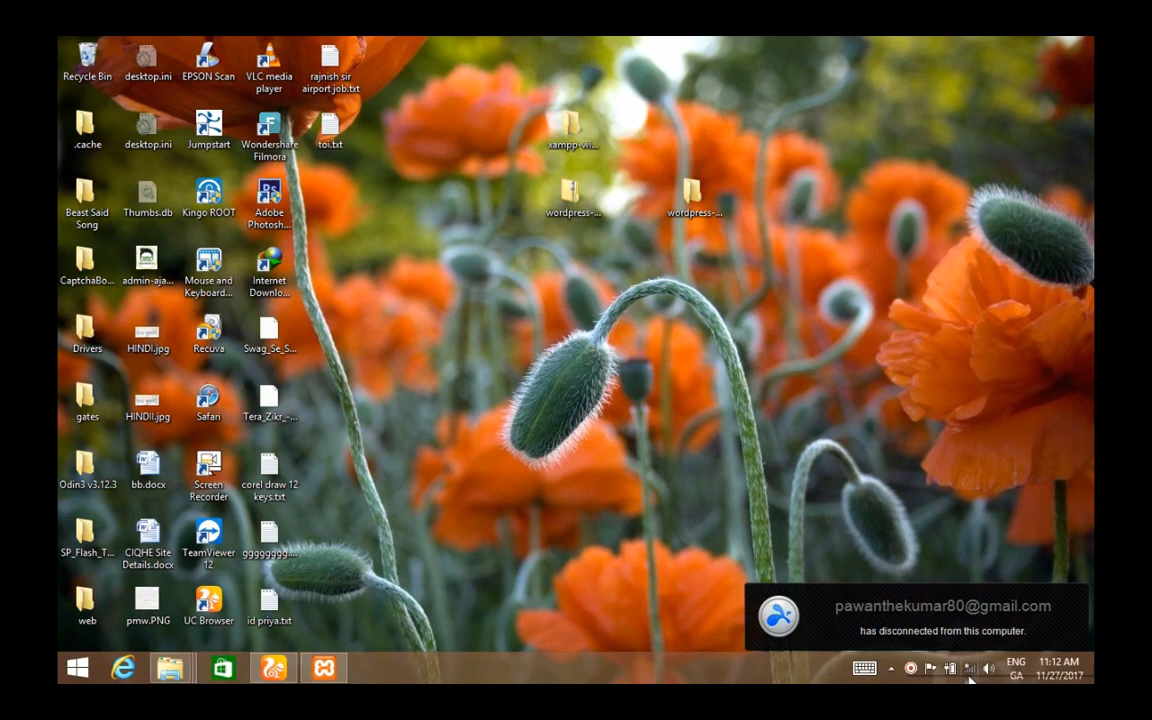 Recycle Bin
desktop.ini
EPSON Scan
VLC media
player
rajnish sir
airport job.txt
.cache
desktop.ini
Jumpstart
Wondershare
Filmora
toi.txt
xampp-wi...
Beast Said
Song
Thumbs.db
Kingo ROOT
Adobe
Photosh...
wordpress-...
wordpress-...
CaptchaBo...
admin-aja...
Mouse and
Keyboard...
Internet
Downlo...
Drivers
HINDI.jpg
Recuva
Swag_Se_S...
gates
HINDII.jpg
Safari
Tera_Zikr_-...
Odin3 v3.12.3
bb.docx
Screen
Recorder
corel draw 12
keys.txt
SP_Flash_T...
CIQHE Site
Details.docx
TeamViewer
12
web
pmw.PNG
UC Browser
id priya.txt
pawanthekumar80@gmail.com
has disconnected from this computer.
ENG
GA
11:12 AM
11/27/2017